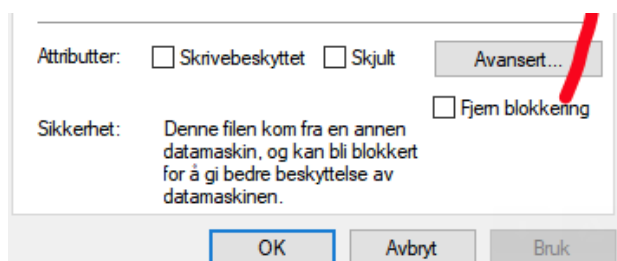 Attributter: Skrivebeskyttet Skjult Avansert...
Fjern blokkering
Sikkerhet: Denne filen kom fra en annen
datamaskin, og kan bli blokkert
for å gi bedre beskyttelse av
datamaskinen.
OK Avbryt Bruk